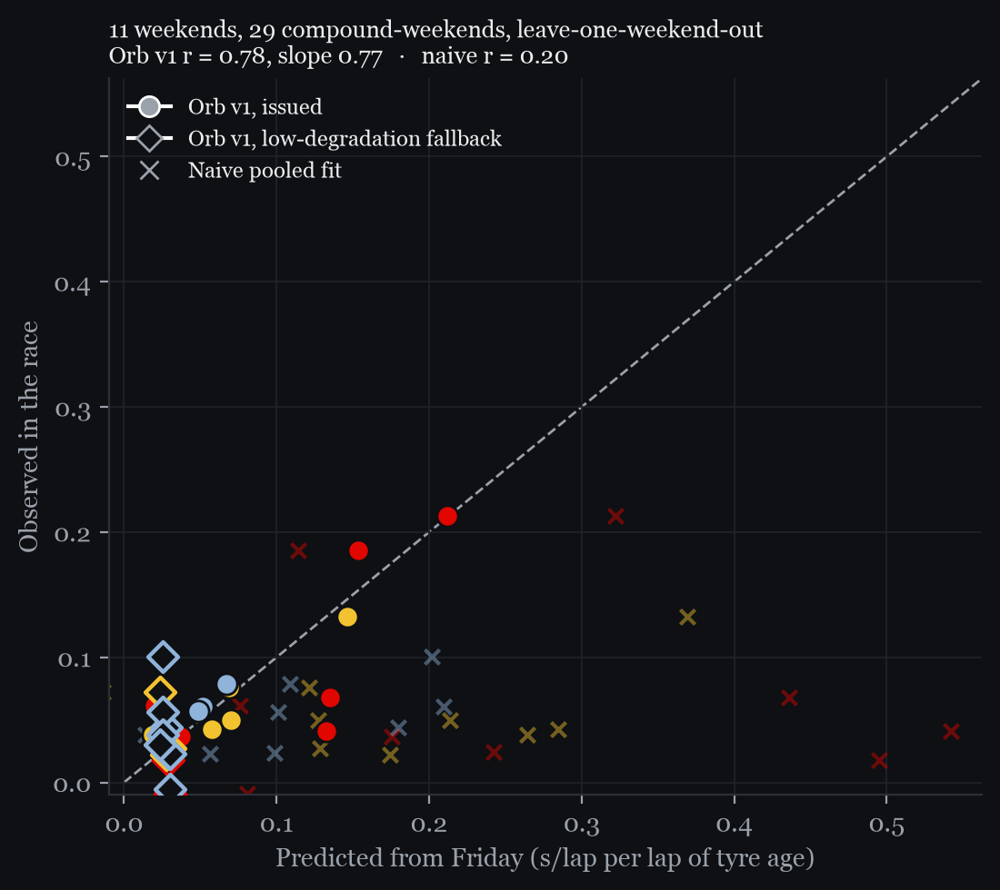 11 weekends, 29 compound-weekends, leave-one-weekend-out
Orb v1 r = 0.78, slope 0.77 · naive r = 0.20
Orb v1, issued
Orb v1, low-degradation fallback
Naive pooled fit
0.5
0.4
0.3
0.2
0.1
0.0
Observed in the race
0.0 0.1 0.2 0.3 0.4 0.5
Predicted from Friday (s/lap per lap of tyre age)